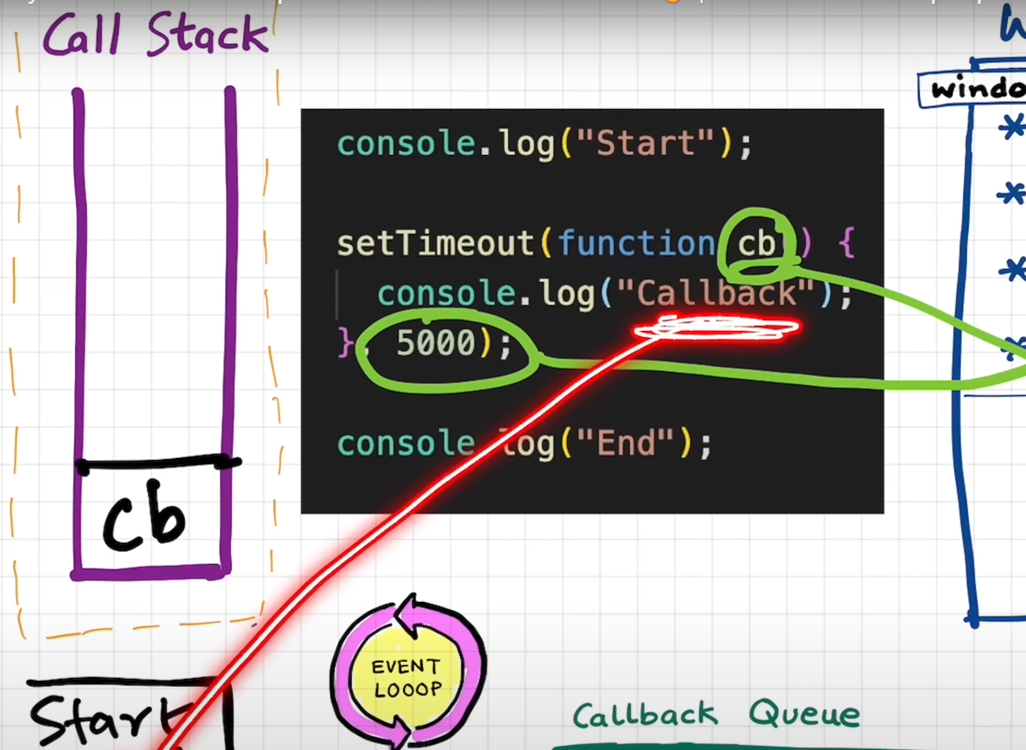 Call Stack
windo
*
*
*
*
console.log("Start");
setTimeout(function cb() {
console.log("Callback");
}, 5000);
console.log("End");
cb
EVENT
LOOOP
Start
Callback Queue